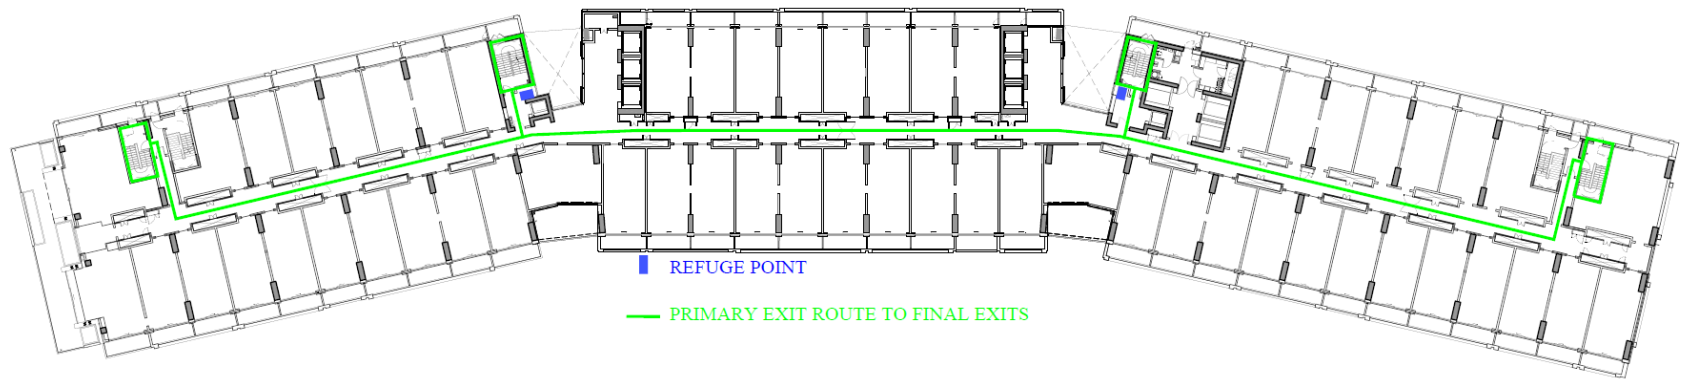 REFUGE POINT
PRIMARY EXIT ROUTE TO FINAL EXITS